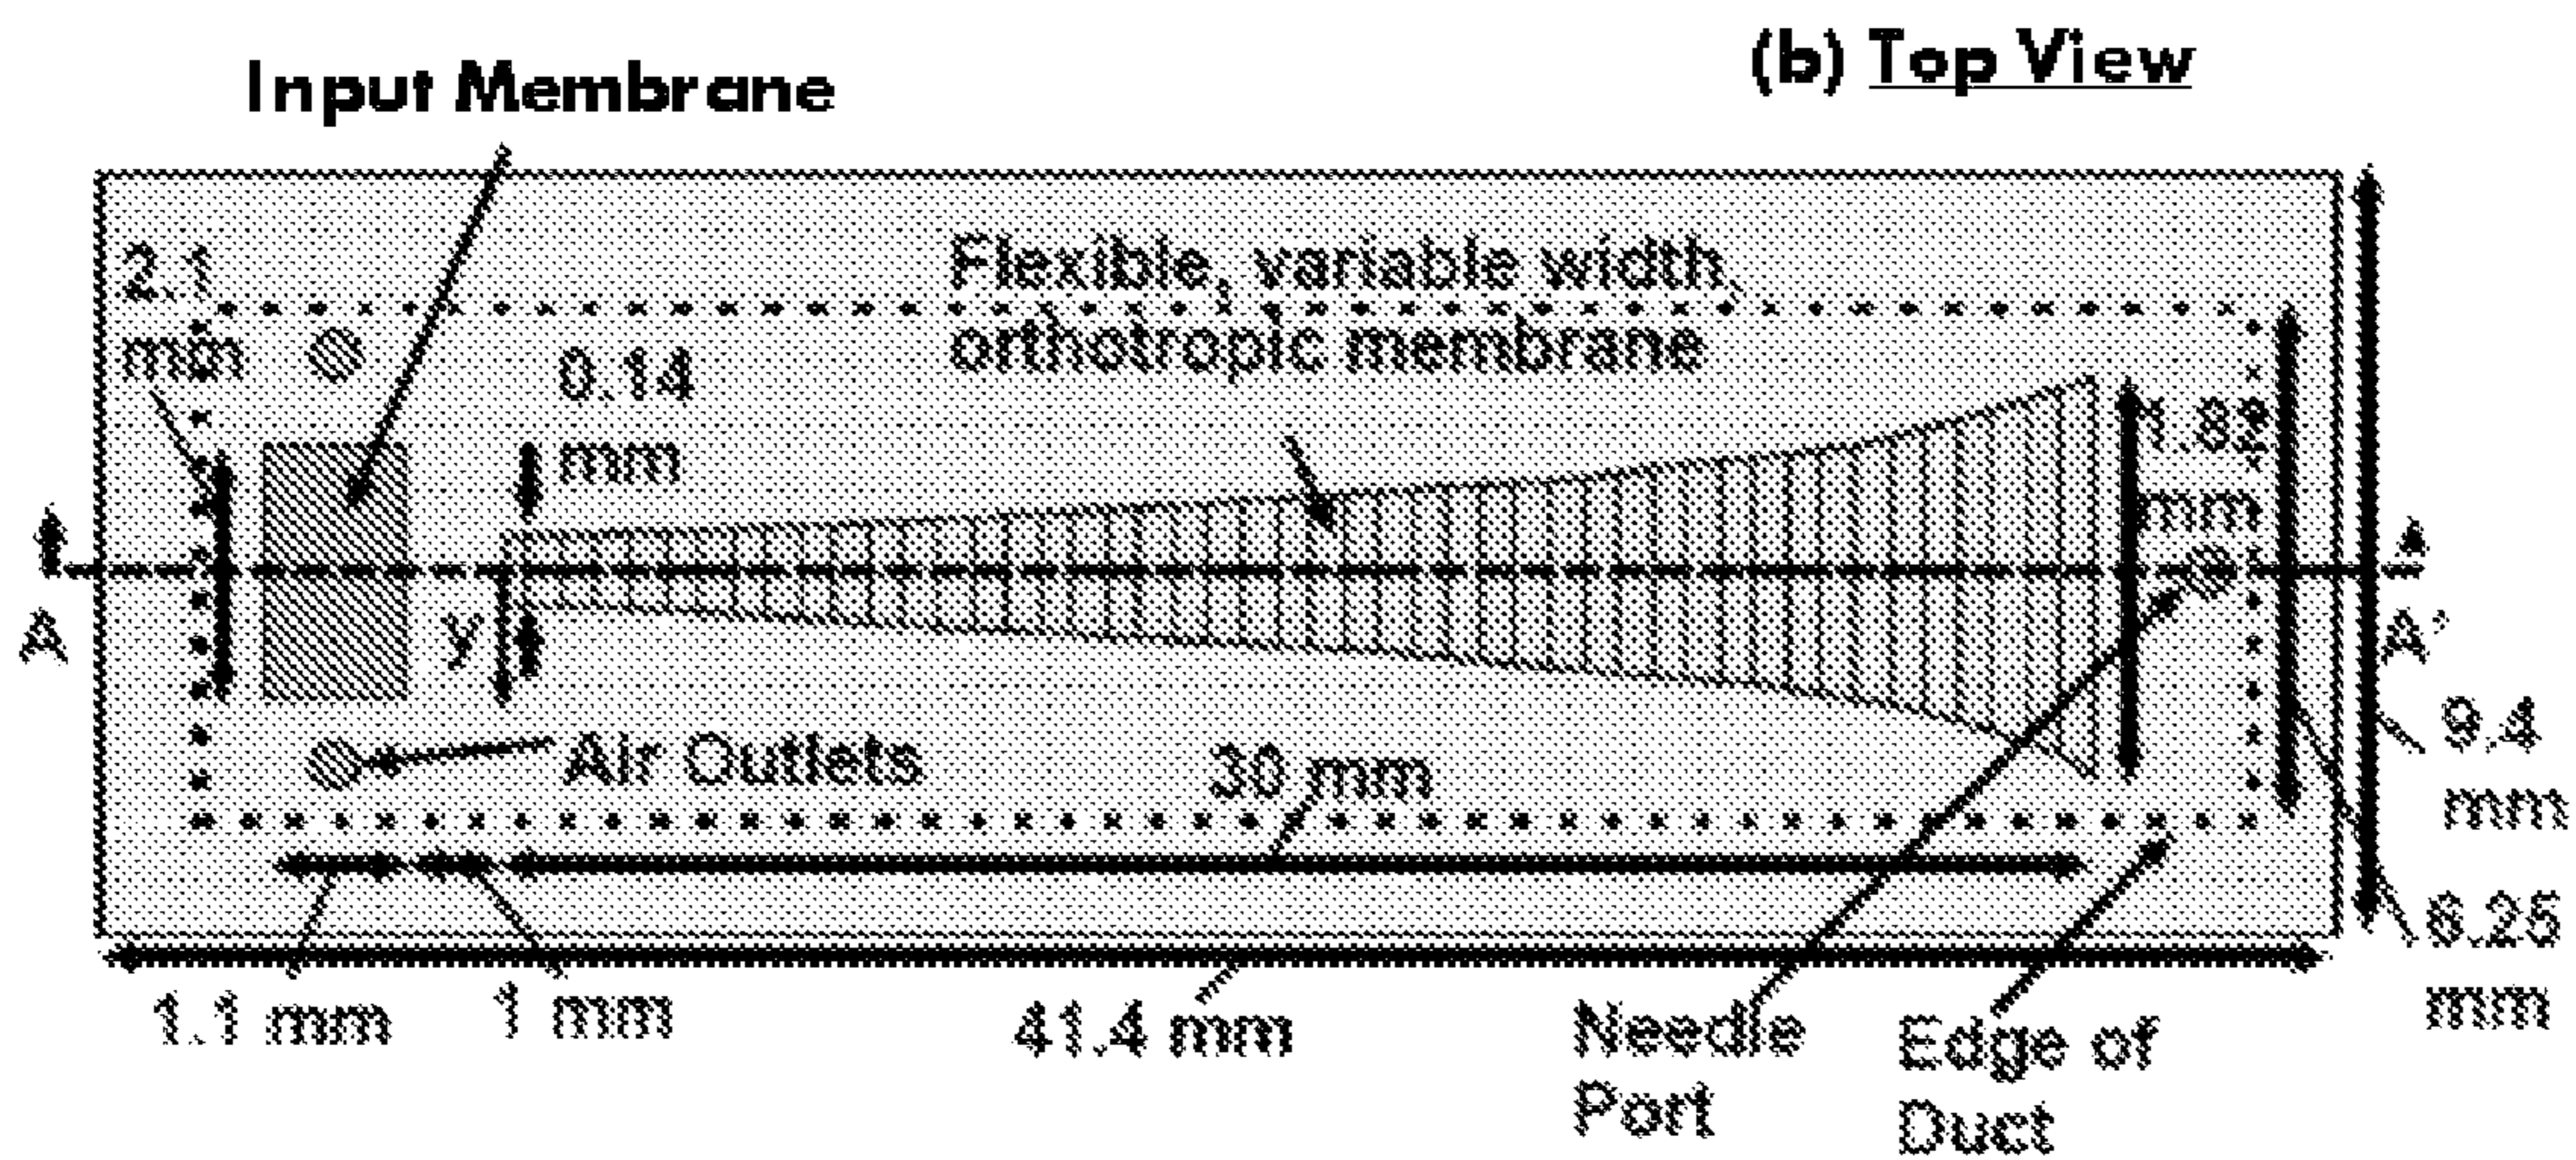 (b) Top View
Input Membrane
2.1
mm
Flexible, variable width,
orthotropic membrane
0.14
mm
mm
A
A'
y
9.4
mm
Air Outlets
30 mm
6.25
mm
1.1 mm
1 mm
41.4 mm
Needle
Port
Edge of
Duct